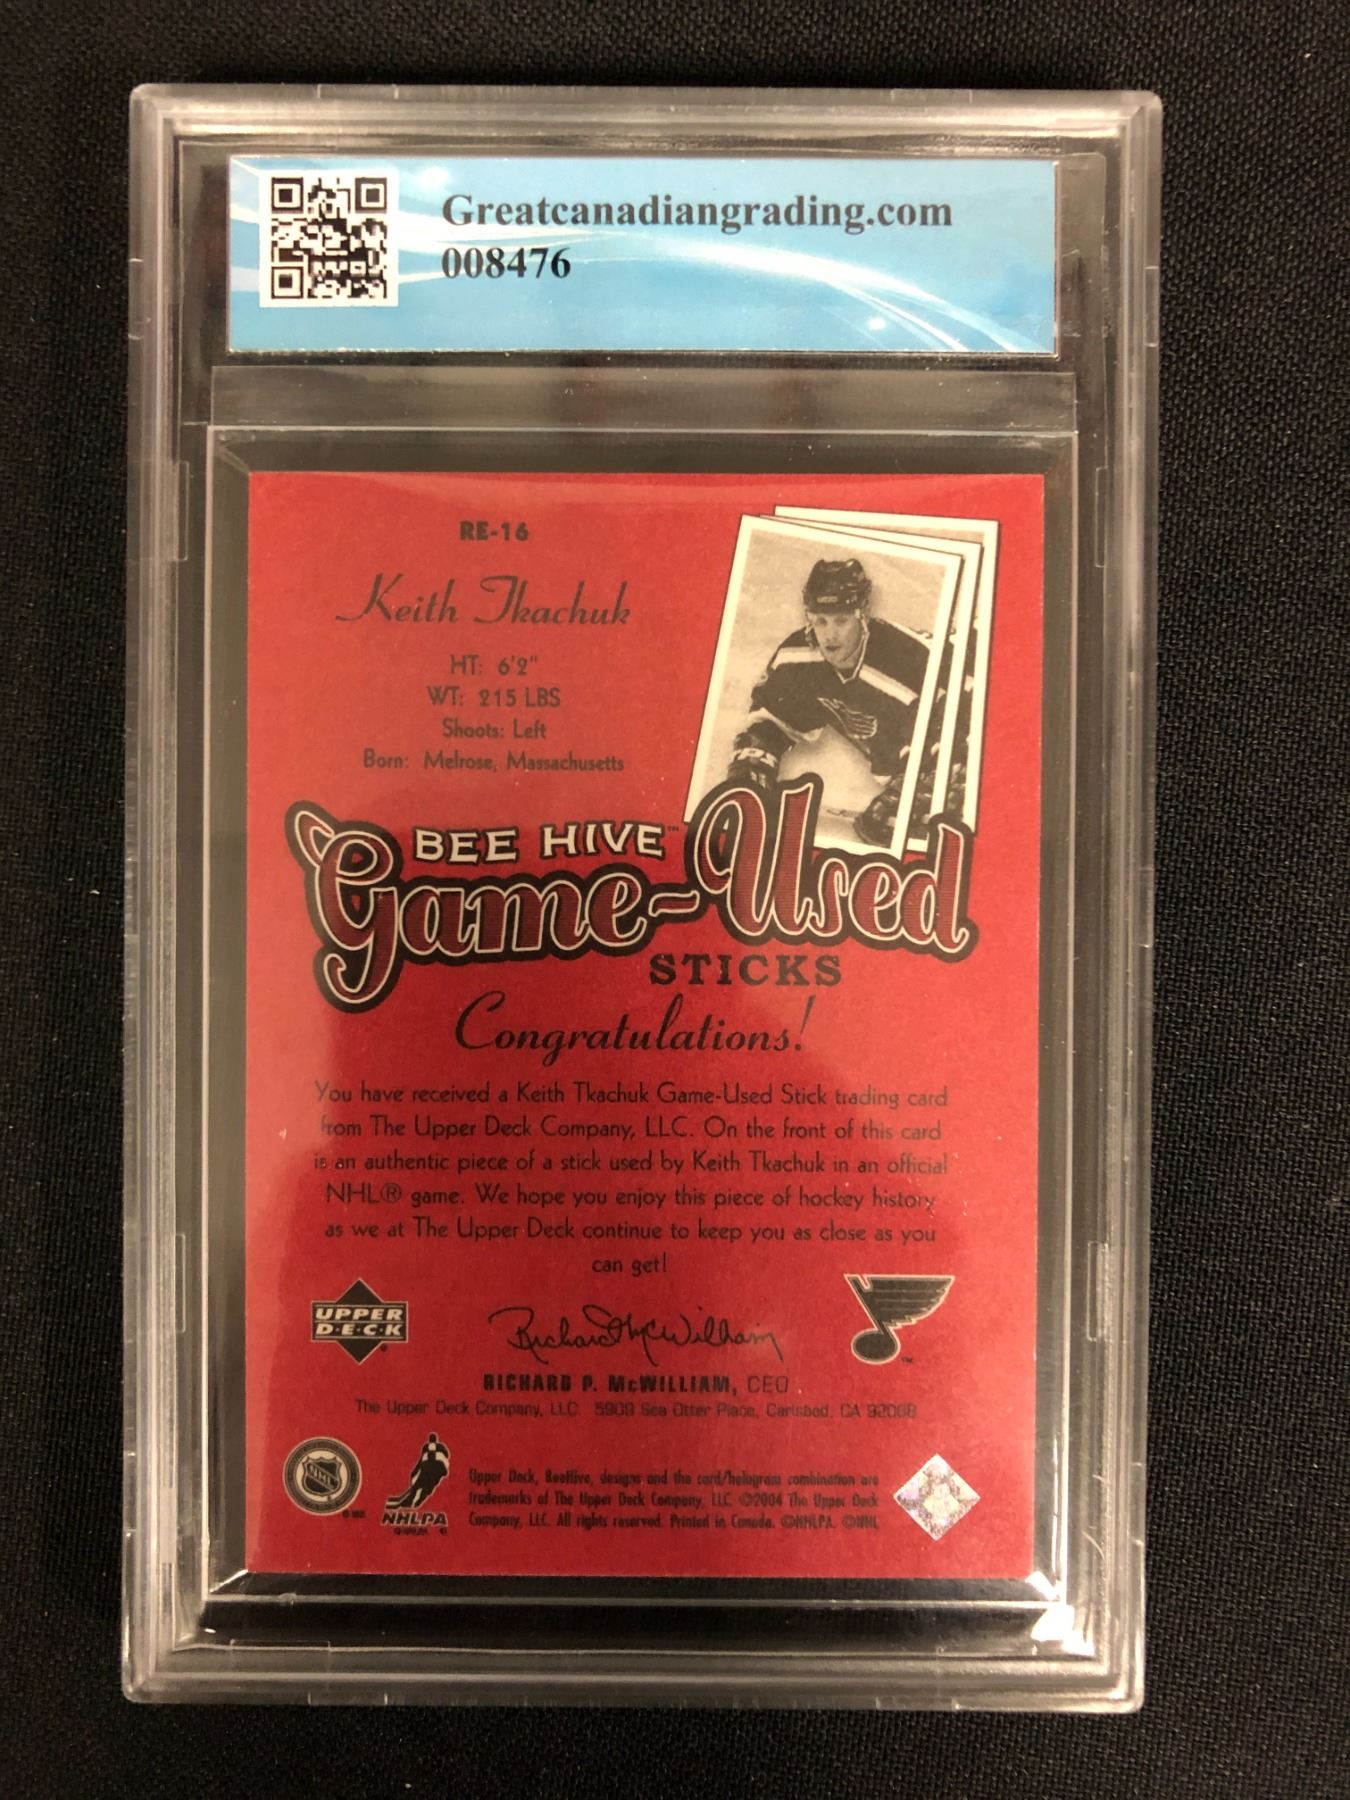 Greatcanadiangrading.com
008476
RE-16
Keith Tkachuk
HT: 6'2"
WT: 215 LBS
Shoots: Left
Born: Melrose, Massachusetts
BEE HIVE™
Game-Used
STICKS
Congratulations!
You have received a Keith Tkachuk Game-Used Stick trading card
from The Upper Deck Company, LLC. On the front of this card
is an authentic piece of a stick used by Keith Tkachuk in an official
NHL® game. We hope you enjoy this piece of hockey history
as we at The Upper Deck continue to keep you as close as you
can get!
UPPER
D·E·C·K
Richard McWilliam
RICHARD P. McWILLIAM, CEO
The Upper Deck Company, LLC. 5909 Sea Otter Place, Carlsbad, CA 92008
NHL
NHLPA
Upper Deck, BeeHive, designs and the card/hologram combination are
trademarks of The Upper Deck Company, LLC. ©2004 The Upper Deck
Company, LLC. All rights reserved. Printed in Canada. ©NHLPA. ©NHL